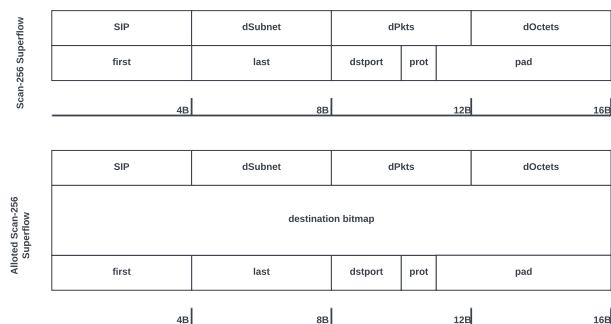 Scan-256 Superflow
SIP dSubnet dPkts dOctets
first last dstport prot pad
4B 8B 12B 16B
Alloted Scan-256
Superflow
SIP dSubnet dPkts dOctets
destination bitmap
first last dstport prot pad
4B 8B 12B 16B